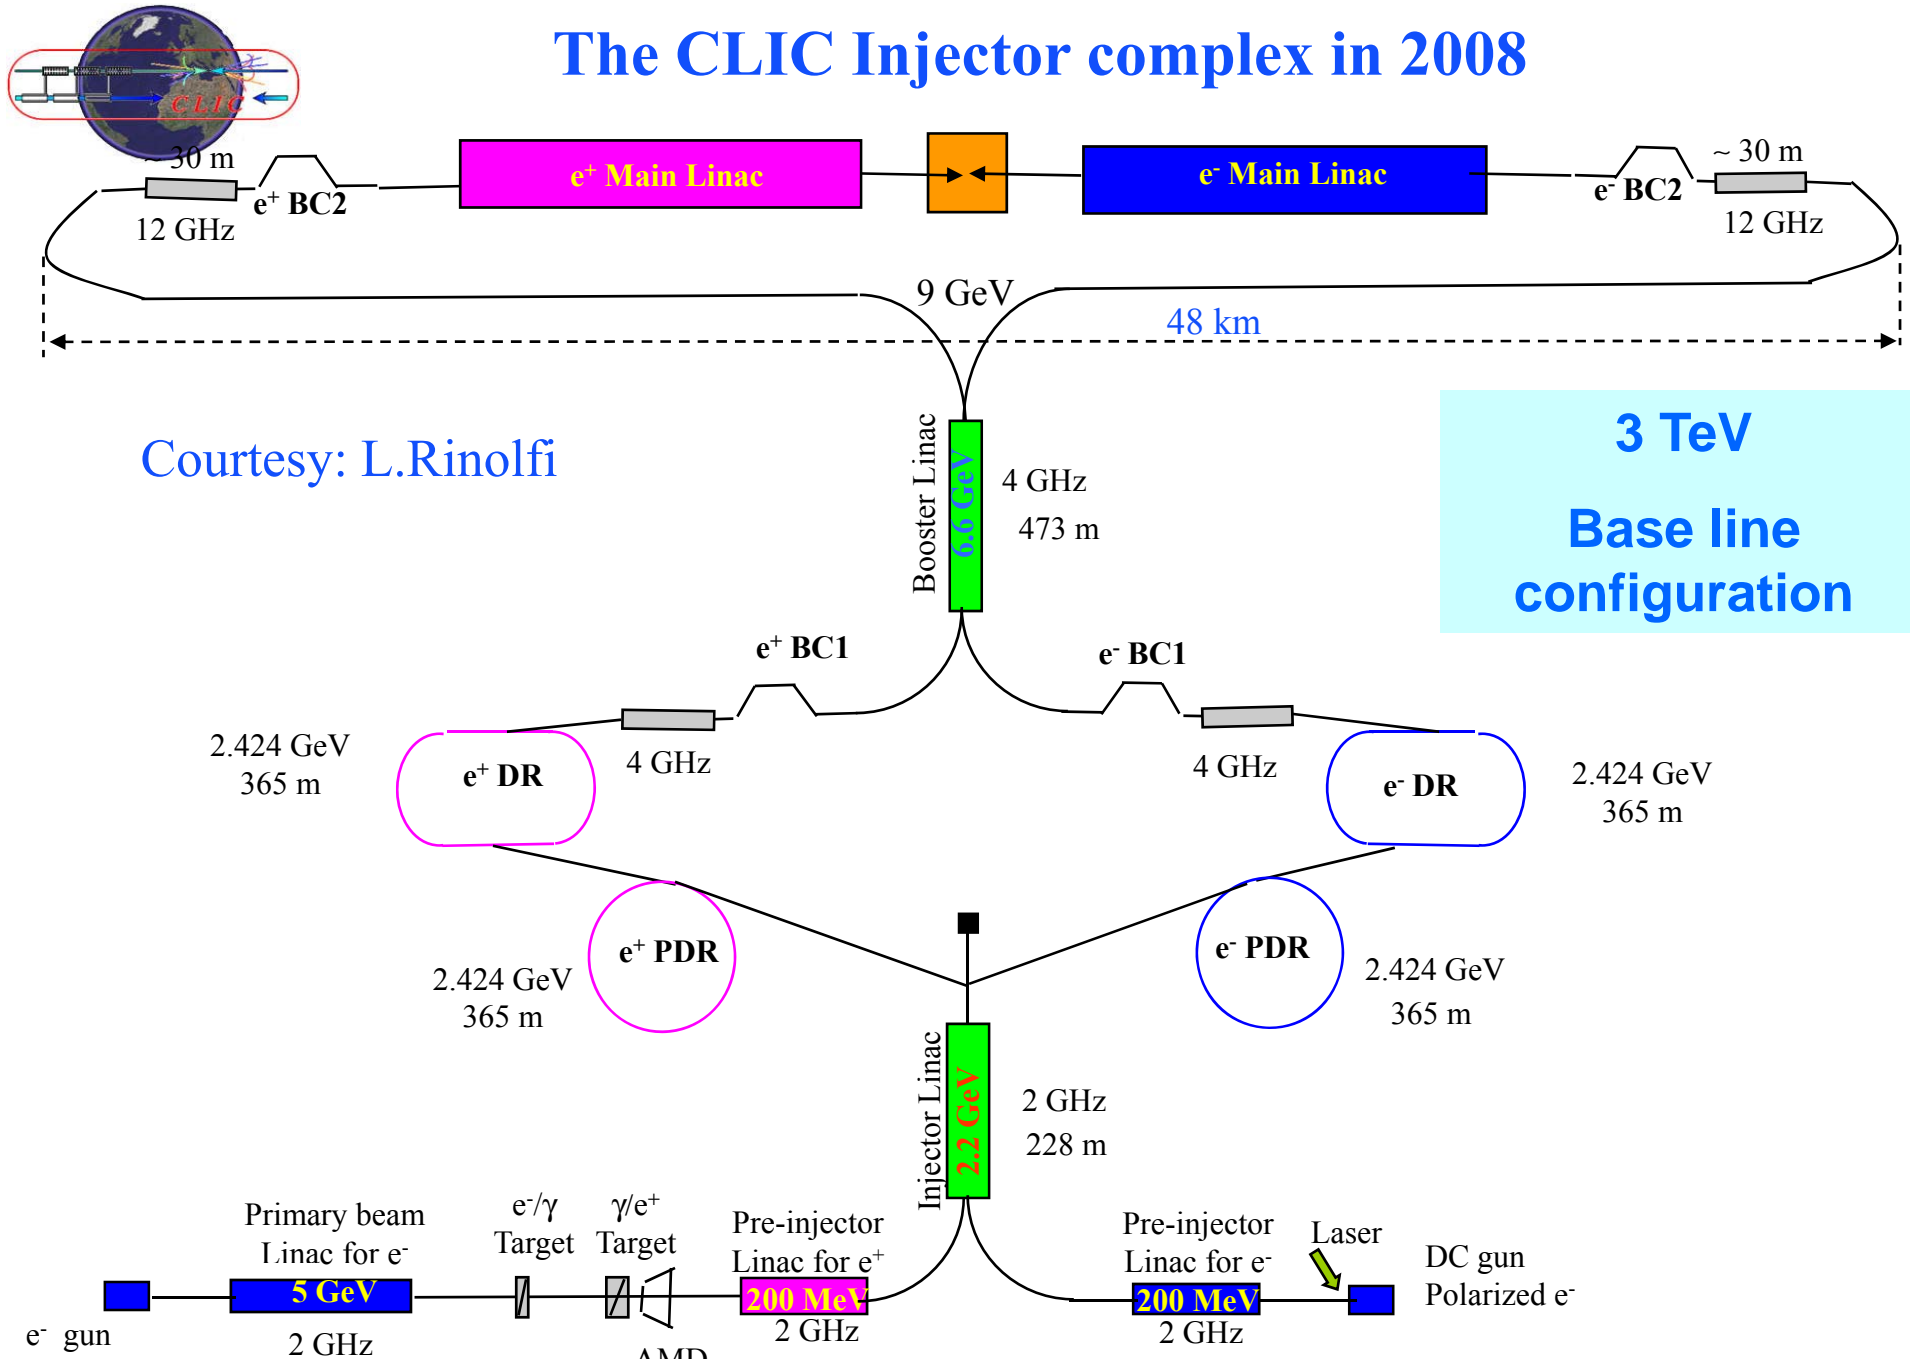 The CLIC Injector complex in 2008
CLIC
~ 30 m
e⁺ Main Linac
e⁻ Main Linac
~ 30 m
e⁺ BC2
e⁻ BC2
12 GHz
12 GHz
9 GeV
48 km
3 TeV
Base line
configuration
Courtesy: L.Rinolfi
Booster Linac
6.6 GeV
4 GHz
473 m
e⁺ BC1
e⁻ BC1
2.424 GeV
365 m
e⁺ DR
4 GHz
4 GHz
e⁻ DR
2.424 GeV
365 m
e⁺ PDR
2.424 GeV
365 m
e⁻ PDR
2.424 GeV
365 m
Injector Linac
2.2 GeV
2 GHz
228 m
Primary beam
Linac for e⁻
5 GeV
2 GHz
e⁻ gun
e⁻/γ
Target
γ/e⁺
Target
AMD
Pre-injector
Linac for e⁺
200 MeV
2 GHz
Pre-injector
Linac for e⁻
200 MeV
2 GHz
Laser
DC gun
Polarized e⁻